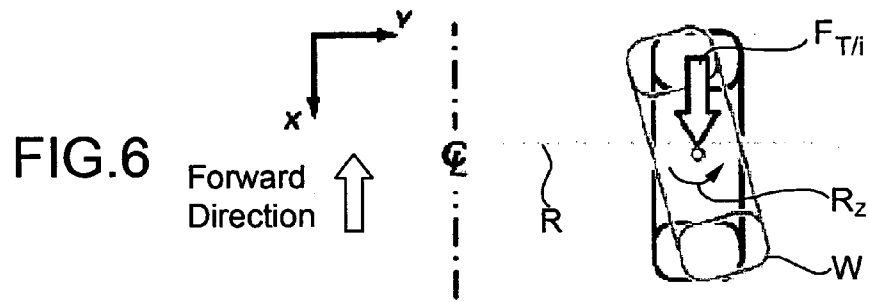 FIG.6
Y
X
Forward
Direction
℄
R
F_T/i
R_z
W